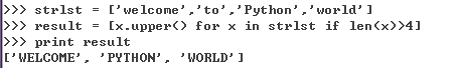 >>> strlst = ['welcome','to','Python','world']
>>> result = [x.upper() for x in strlst if len(x)>4]
>>> print result
['WELCOME', 'PYTHON', 'WORLD']